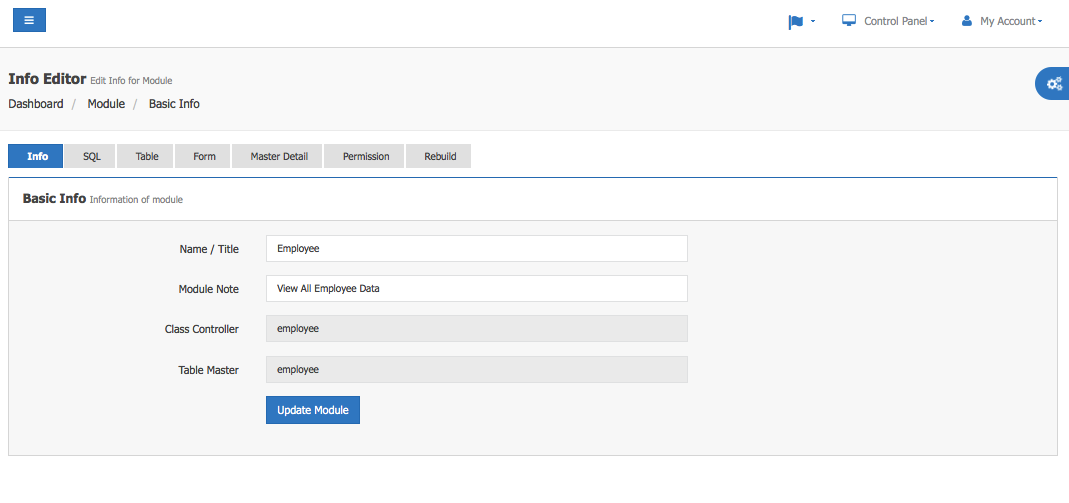 Control Panel
My Account
Info Editor Edit Info for Module
Dashboard / Module / Basic Info
Info SQL Table Form Master Detail Permission Rebuild
Basic Info Information of module
Name / Title Employee
Module Note View All Employee Data
Class Controller employee
Table Master employee
Update Module